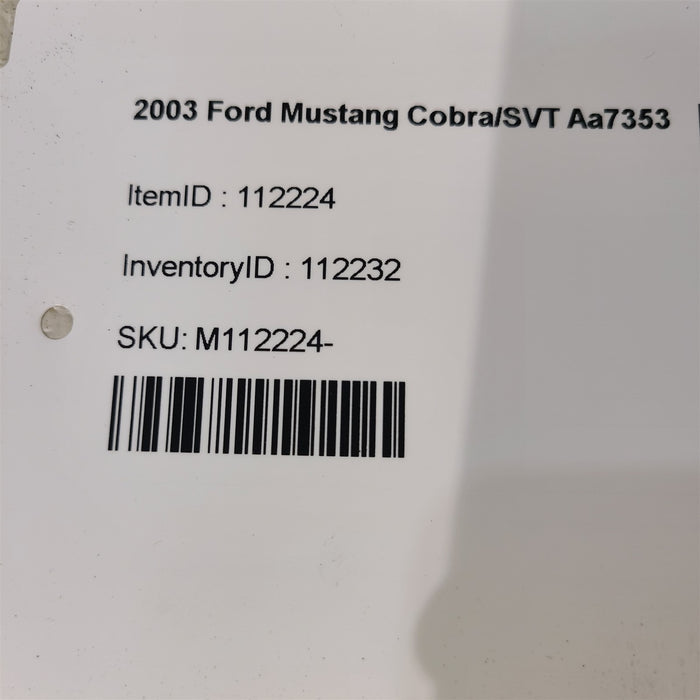 2003 Ford Mustang Cobra/SVT Aa7353
ItemID : 112224
InventoryID : 112232
SKU: M112224-